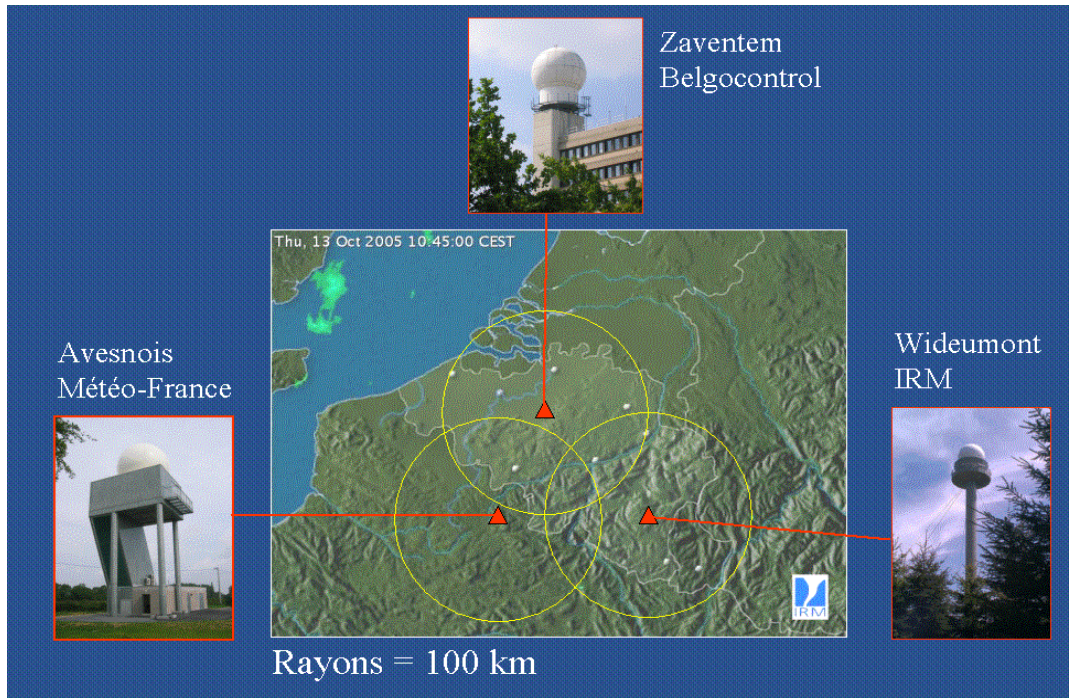 Zaventem
Belgocontrol
Thu, 13 Oct 2005 10:45:00 CEST
Avesnois
Météo-France
Wideumont
IRM
IRM
Rayons = 100 km